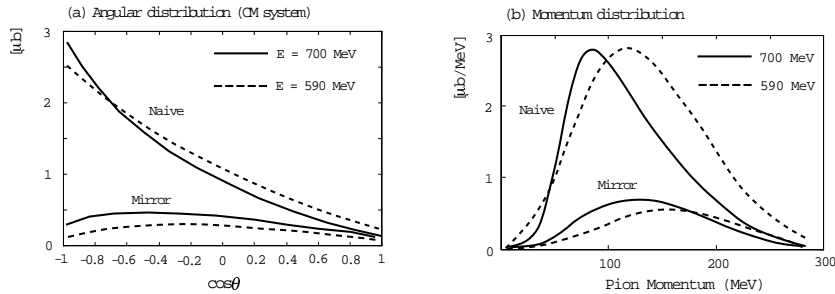 (a) Angular distribution (CM system)
[μb]
3
2
1
0
E = 700 MeV
E = 590 MeV
Naive
Mirror
-1 -0.8 -0.6 -0.4 -0.2 0 0.2 0.4 0.6 0.8 1
cosθ
(b) Momentum distribution
[μb/MeV]
3
2
1
0
700 MeV
590 MeV
Naive
Mirror
100 200 300
Pion Momentum (MeV)